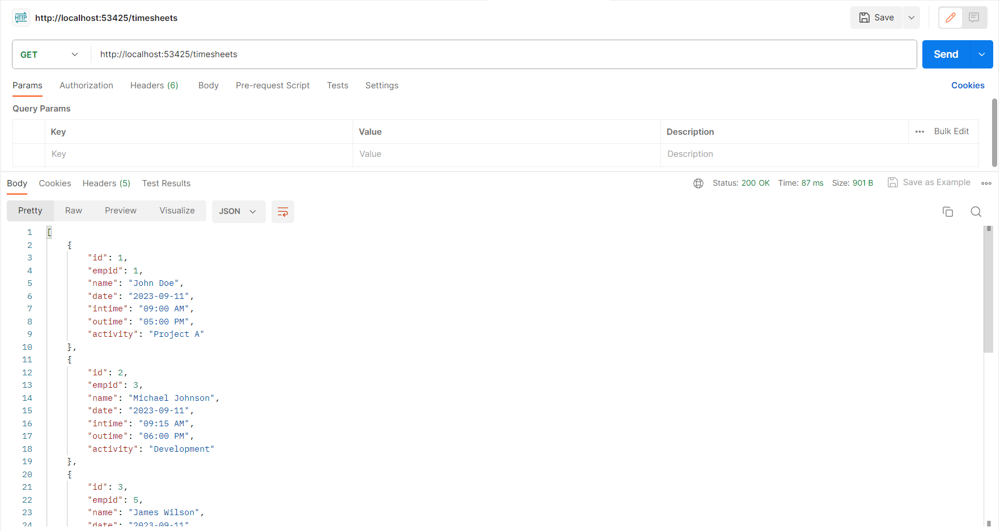 HTTP http://localhost:53425/timesheets Save
GET http://localhost:53425/timesheets Send
Params Authorization Headers (6) Body Pre-request Script Tests Settings Cookies
Query Params
Key Value Description Bulk Edit
Key Value Description
Body Cookies Headers (5) Test Results Status: 200 OK Time: 87 ms Size: 901 B Save as Example
Pretty Raw Preview Visualize JSON
1 [
2 {
3 "id": 1,
4 "empid": 1,
5 "name": "John Doe",
6 "date": "2023-09-11",
7 "intime": "09:00 AM",
8 "outime": "05:00 PM",
9 "activity": "Project A"
10 },
11 {
12 "id": 2,
13 "empid": 3,
14 "name": "Michael Johnson",
15 "date": "2023-09-11",
16 "intime": "09:15 AM",
17 "outime": "06:00 PM",
18 "activity": "Development"
19 },
20 {
21 "id": 3,
22 "empid": 5,
23 "name": "James Wilson",
24 "date": "2023-09-11"